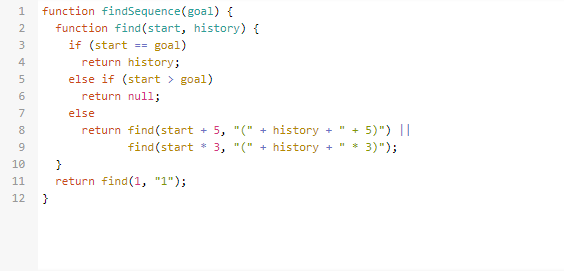 1 function findSequence(goal) {
2   function find(start, history) {
3     if (start == goal)
4       return history;
5     else if (start > goal)
6       return null;
7     else
8       return find(start + 5, "(" + history + " + 5)") ||
9              find(start * 3, "(" + history + " * 3)");
10   }
11   return find(1, "1");
12 }